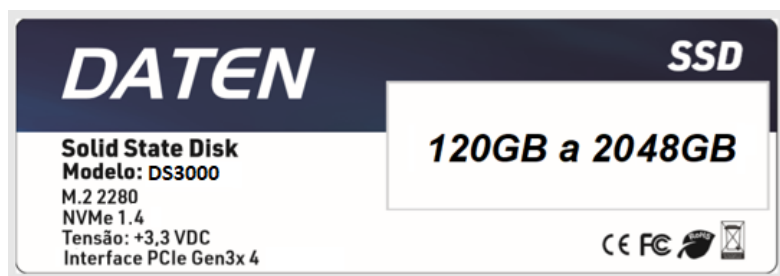 DATEN
SSD
120GB a 2048GB
Solid State Disk
Modelo: DS3000
M.2 2280
NVMe 1.4
Tensão: +3,3 VDC
Interface PCIe Gen3x 4
CE FC RoHS